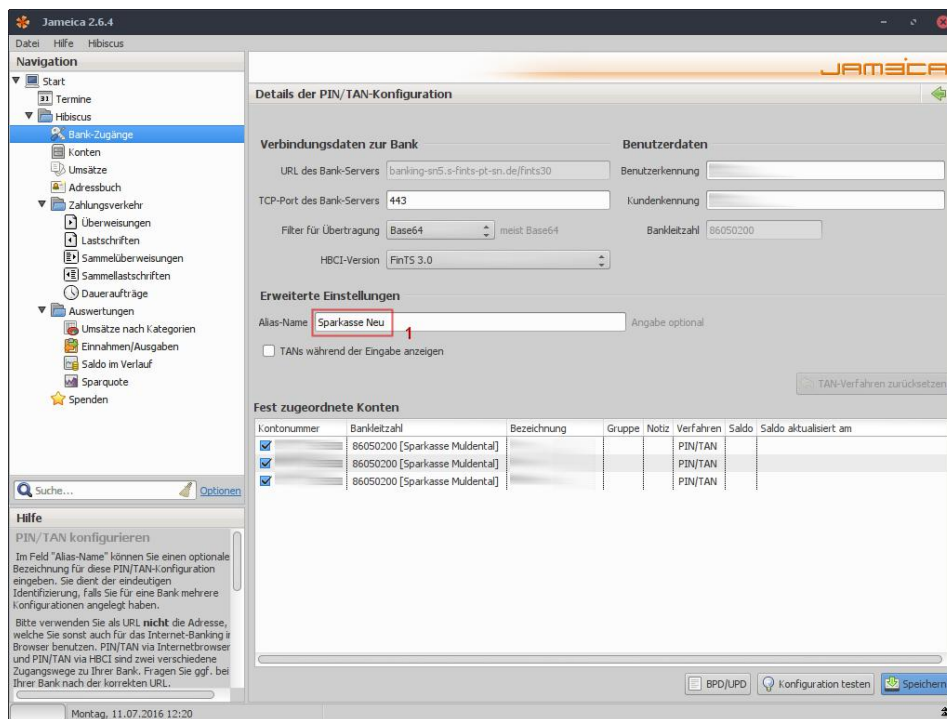 Jameica 2.6.4
Datei Hilfe Hibiscus
Navigation
Start
31 Termine
Hibiscus
Bank-Zugänge
Konten
Umsätze
Adressbuch
Zahlungsverkehr
Überweisungen
Lastschriften
Sammelüberweisungen
Sammellastschriften
Daueraufträge
Auswertungen
Umsätze nach Kategorien
Einnahmen/Ausgaben
Saldo im Verlauf
Sparquote
Spenden
Suche... Optionen
Hilfe
PIN/TAN konfigurieren
Im Feld "Alias-Name" können Sie einen optionale
Bezeichnung für diese PIN/TAN-Konfiguration
eingeben. Sie dient der eindeutigen
Identifizierung, falls Sie für eine Bank mehrere
Konfigurationen angelegt haben.
Bitte verwenden Sie als URL nicht die Adresse,
welche Sie sonst auch für das Internet-Banking ir
Browser benutzen. PIN/TAN via Internetbrowser
und PIN/TAN via HBCI sind zwei verschiedene
Zugangswege zu Ihrer Bank. Fragen Sie ggf. bei
Ihrer Bank nach der korrekten URL.
Montag, 11.07.2016 12:20
JAMEICA
Details der PIN/TAN-Konfiguration
Verbindungsdaten zur Bank
URL des Bank-Servers banking-sn5.s-fints-pt-sn.de/fints30
TCP-Port des Bank-Servers 443
Filter für Übertragung Base64 meist Base64
HBCI-Version FinTS 3.0
Benutzerdaten
Benutzerkennung
Kundenkennung
Bankleitzahl 86050200
Erweiterte Einstellungen
Alias-Name Sparkasse Neu 1 Angabe optional
TANs während der Eingabe anzeigen
TAN-Verfahren zurücksetzen
Fest zugeordnete Konten
Kontonummer Bankleitzahl Bezeichnung Gruppe Notiz Verfahren Saldo Saldo aktualisiert am
86050200 [Sparkasse Muldental] PIN/TAN
86050200 [Sparkasse Muldental] PIN/TAN
86050200 [Sparkasse Muldental] PIN/TAN
BPD/UPD Konfiguration testen Speichern